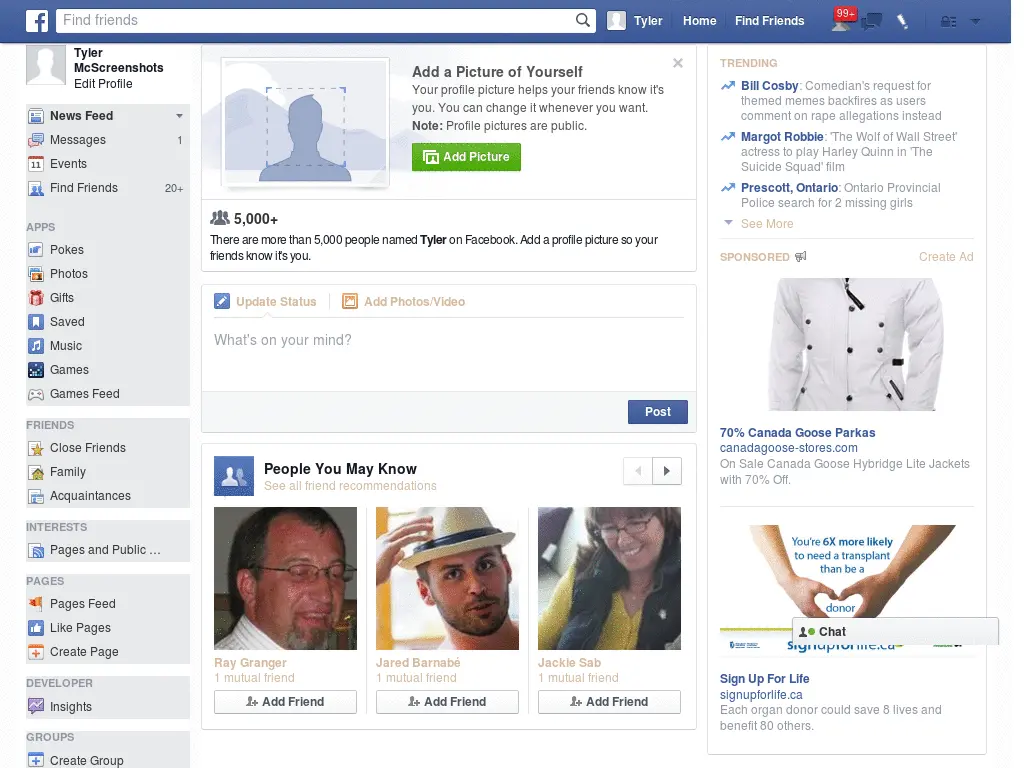 Find friends
Tyler
Home
Find Friends
99+
Tyler
McScreenshots
Edit Profile
News Feed
Messages 1
11 Events
Find Friends 20+
APPS
Pokes
Photos
Gifts
Saved
Music
Games
Games Feed
FRIENDS
Close Friends
Family
Acquaintances
INTERESTS
Pages and Public ...
PAGES
Pages Feed
Like Pages
Create Page
DEVELOPER
Insights
GROUPS
Create Group
Add a Picture of Yourself
Your profile picture helps your friends know it's
you. You can change it whenever you want.
Note: Profile pictures are public.
Add Picture
5,000+
There are more than 5,000 people named Tyler on Facebook. Add a profile picture so your
friends know it's you.
Update Status
Add Photos/Video
What's on your mind?
Post
People You May Know
See all friend recommendations
Ray Granger
1 mutual friend
Add Friend
Jared Barnabé
1 mutual friend
Add Friend
Jackie Sab
1 mutual friend
Add Friend
TRENDING
Bill Cosby: Comedian's request for
themed memes backfires as users
comment on rape allegations instead
Margot Robbie: 'The Wolf of Wall Street'
actress to play Harley Quinn in 'The
Suicide Squad' film
Prescott, Ontario: Ontario Provincial
Police search for 2 missing girls
See More
SPONSORED
Create Ad
70% Canada Goose Parkas
canadagoose-stores.com
On Sale Canada Goose Hybridge Lite Jackets
with 70% Off.
You're 6X more likely
to need a transplant
than be a
donor
Chat
signupforlife.ca
Sign Up For Life
signupforlife.ca
Each organ donor could save 8 lives and
benefit 80 others.